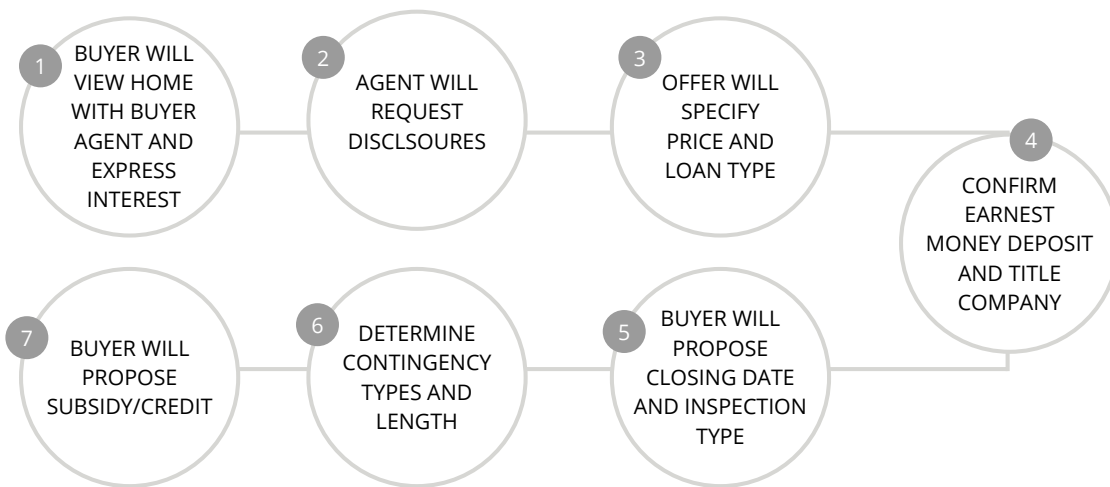 1
BUYER WILL
VIEW HOME
WITH BUYER
AGENT AND
EXPRESS
INTEREST
2
AGENT WILL
REQUEST
DISCLSOURES
3
OFFER WILL
SPECIFY
PRICE AND
LOAN TYPE
4
CONFIRM
EARNEST
MONEY DEPOSIT
AND TITLE
COMPANY
5
BUYER WILL
PROPOSE
CLOSING DATE
AND INSPECTION
TYPE
6
DETERMINE
CONTINGENCY
TYPES AND
LENGTH
7
BUYER WILL
PROPOSE
SUBSIDY/CREDIT